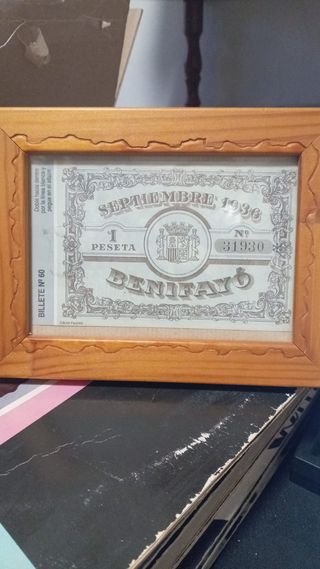 SEPTIEMBRE 1936
1
PESETA
Nº
31930
BENIFAYÓ
BILLETE Nº 60